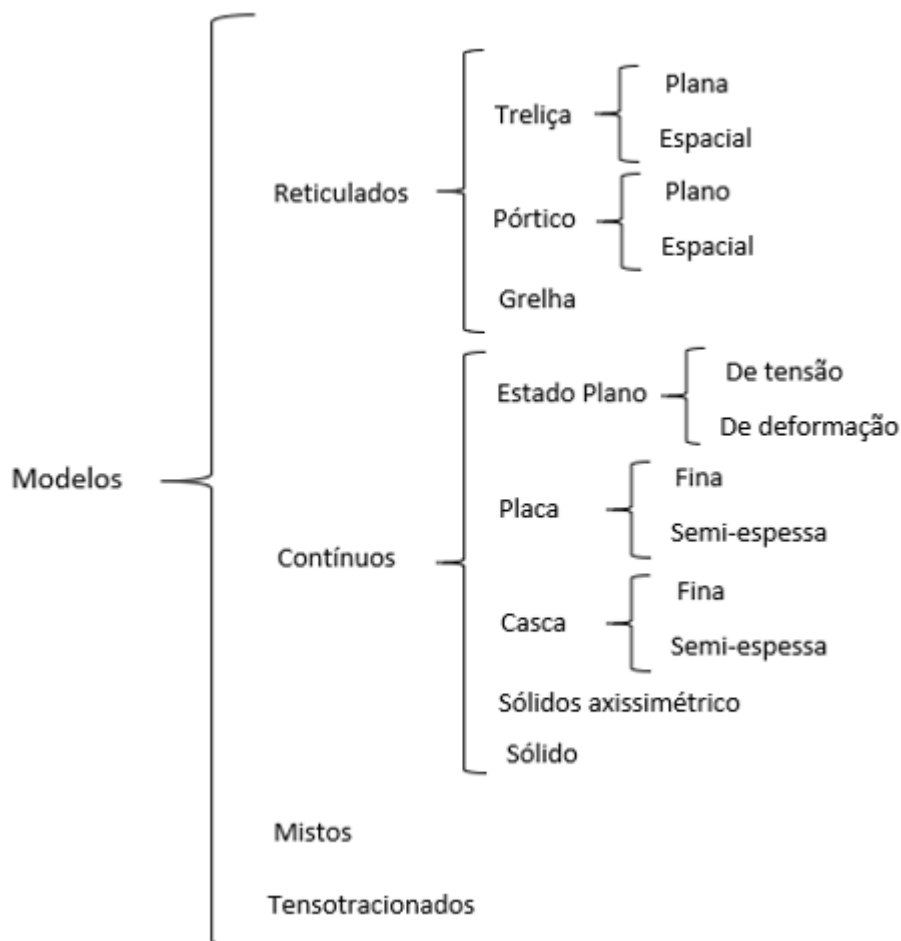 Modelos
Reticulados
Treliça
Plana
Espacial
Pórtico
Plano
Espacial
Grelha
Contínuos
Estado Plano
De tensão
De deformação
Placa
Fina
Semi-espessa
Casca
Fina
Semi-espessa
Sólidos axissimétrico
Sólido
Mistos
Tensotracionados